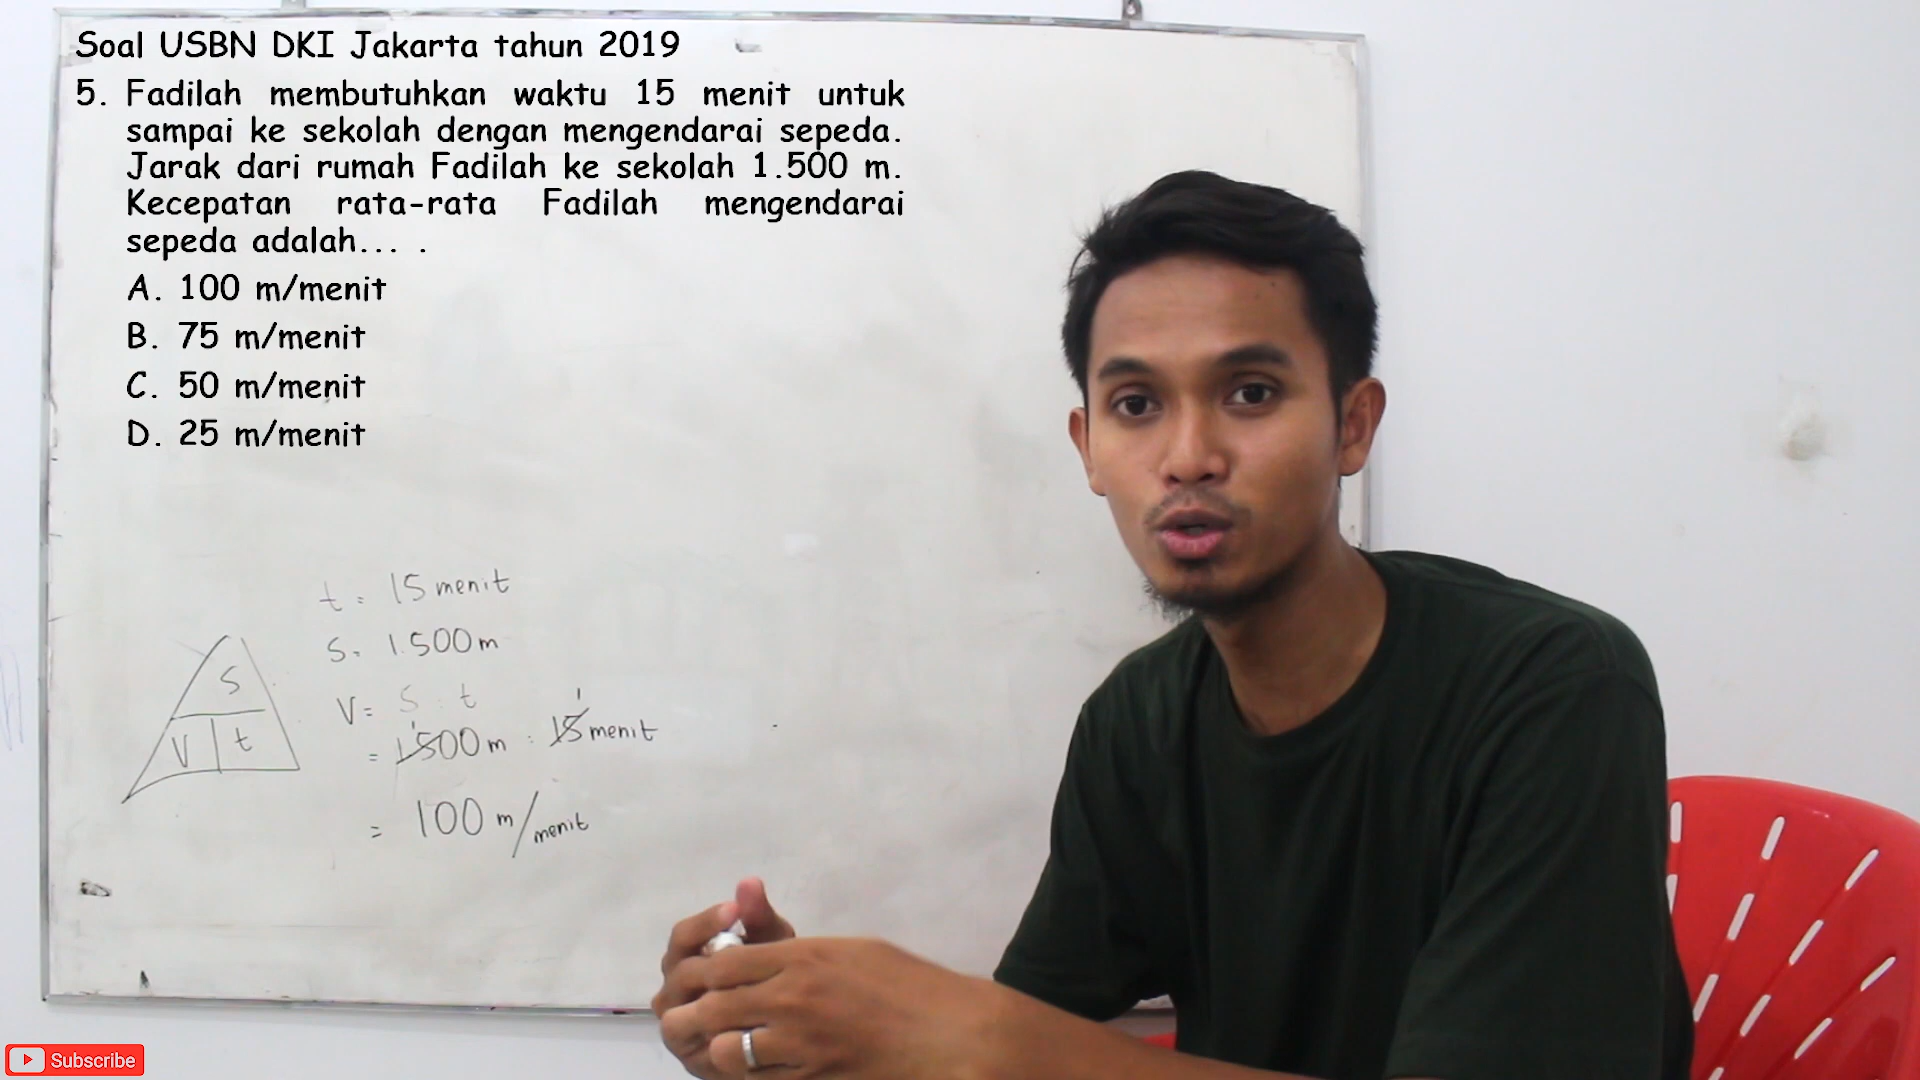 Soal USBN DKI Jakarta tahun 2019
5. Fadilah membutuhkan waktu 15 menit untuk
sampai ke sekolah dengan mengendarai sepeda.
Jarak dari rumah Fadilah ke sekolah 1.500 m.
Kecepatan rata-rata Fadilah mengendarai
sepeda adalah... .
A. 100 m/menit
B. 75 m/menit
C. 50 m/menit
D. 25 m/menit
t = 15 menit
S = 1.500 m
V = S : t
= 1500 m : 15 menit
= 100 m/menit
S
V t
Subscribe